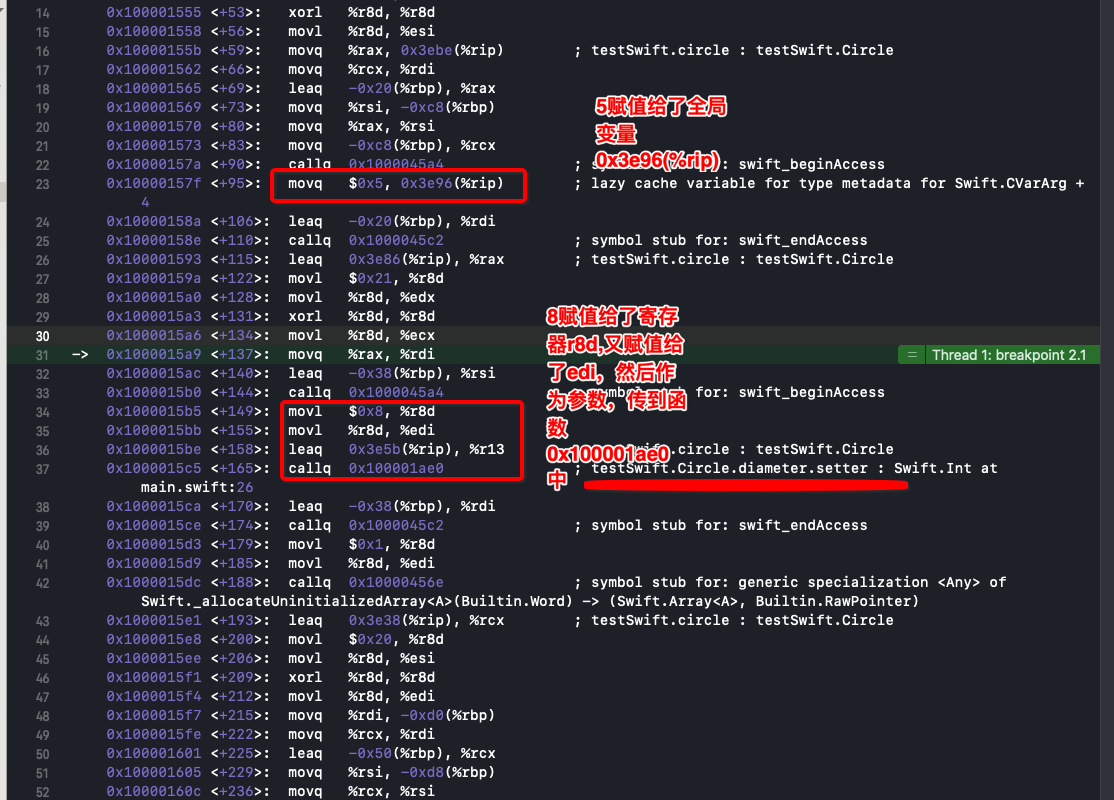 14 0x100001555 <+53>: xorl %r8d, %r8d
15 0x100001558 <+56>: movl %r8d, %esi
16 0x10000155b <+59>: movq %rax, 0x3ebe(%rip) ; testSwift.circle : testSwift.Circle
17 0x100001562 <+66>: movq %rcx, %rdi
18 0x100001565 <+69>: leaq -0x20(%rbp), %rax
19 0x100001569 <+73>: movq %rsi, -0xc8(%rbp)
20 0x100001570 <+80>: movq %rax, %rsi
21 0x100001573 <+83>: movq -0xc8(%rbp), %rcx
22 0x10000157a <+90>: callq 0x1000045a4 ; : swift_beginAccess
23 0x10000157f <+95>: movq $0x5, 0x3e96(%rip) ; lazy cache variable for type metadata for Swift.CVarArg +
4
5赋值给了全局
变量
0x3e96(%rip)
24 0x10000158a <+106>: leaq -0x20(%rbp), %rdi
25 0x10000158e <+110>: callq 0x1000045c2 ; symbol stub for: swift_endAccess
26 0x100001593 <+115>: leaq 0x3e86(%rip), %rax ; testSwift.circle : testSwift.Circle
27 0x10000159a <+122>: movl $0x21, %r8d
28 0x1000015a0 <+128>: movl %r8d, %edx
29 0x1000015a3 <+131>: xorl %r8d, %r8d
30 0x1000015a6 <+134>: movl %r8d, %ecx
31 -> 0x1000015a9 <+137>: movq %rax, %rdi = Thread 1: breakpoint 2.1
32 0x1000015ac <+140>: leaq -0x38(%rbp), %rsi
33 0x1000015b0 <+144>: callq 0x1000045a4 ; for: swift_beginAccess
34 0x1000015b5 <+149>: movl $0x8, %r8d
35 0x1000015bb <+155>: movl %r8d, %edi
36 0x1000015be <+158>: leaq 0x3e5b(%rip), %r13 .circle : testSwift.Circle
37 0x1000015c5 <+165>: callq 0x100001ae0 ; testSwift.Circle.diameter.setter : Swift.Int at
main.swift:26
8赋值给了寄存
器r8d,又赋值给
了edi，然后作
为参数，传到函
数
0x100001ae0
中
38 0x1000015ca <+170>: leaq -0x38(%rbp), %rdi
39 0x1000015ce <+174>: callq 0x1000045c2 ; symbol stub for: swift_endAccess
40 0x1000015d3 <+179>: movl $0x1, %r8d
41 0x1000015d9 <+185>: movl %r8d, %edi
42 0x1000015dc <+188>: callq 0x10000456e ; symbol stub for: generic specialization <Any> of
Swift._allocateUninitializedArray<A>(Builtin.Word) -> (Swift.Array<A>, Builtin.RawPointer)
43 0x1000015e1 <+193>: leaq 0x3e38(%rip), %rcx ; testSwift.circle : testSwift.Circle
44 0x1000015e8 <+200>: movl $0x20, %r8d
45 0x1000015ee <+206>: movl %r8d, %esi
46 0x1000015f1 <+209>: xorl %r8d, %r8d
47 0x1000015f4 <+212>: movl %r8d, %edi
48 0x1000015f7 <+215>: movq %rdi, -0xd0(%rbp)
49 0x1000015fe <+222>: movq %rcx, %rdi
50 0x100001601 <+225>: leaq -0x50(%rbp), %rcx
51 0x100001605 <+229>: movq %rsi, -0xd8(%rbp)
52 0x10000160c <+236>: movq %rcx, %rsi